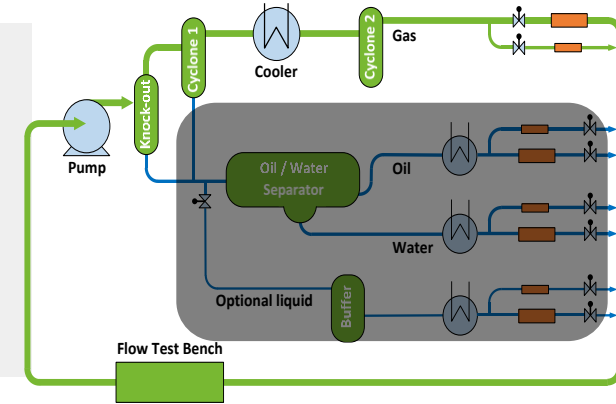 Cyclone 1
Cyclone 2
Gas
Cooler
Knock-out
Pump
Oil / Water
Separator
Oil
Water
Optional liquid
Buffer
Flow Test Bench